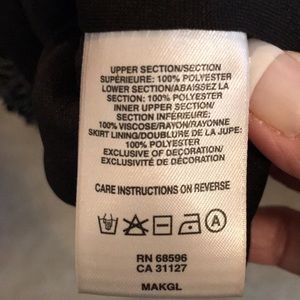 UPPER SECTION/SECTION
SUPÉRIEURE: 100% POLYESTER
LOWER SECTION/ABAISSEZ LA
SECTION: 100% POLYESTER
INNER UPPER SECTION/
SECTION INTÉRIEURE SUPÉRIEURE:
100% VISCOSE/RAYON/RAYONNE
SKIRT LINING/DOUBLURE DE LA JUPE:
100% POLYESTER
EXCLUSIVE OF DECORATION/
EXCLUSIVITÉ DE DÉCORATION
CARE INSTRUCTIONS ON REVERSE
A
RN 68596
CA 31127
MAKGL